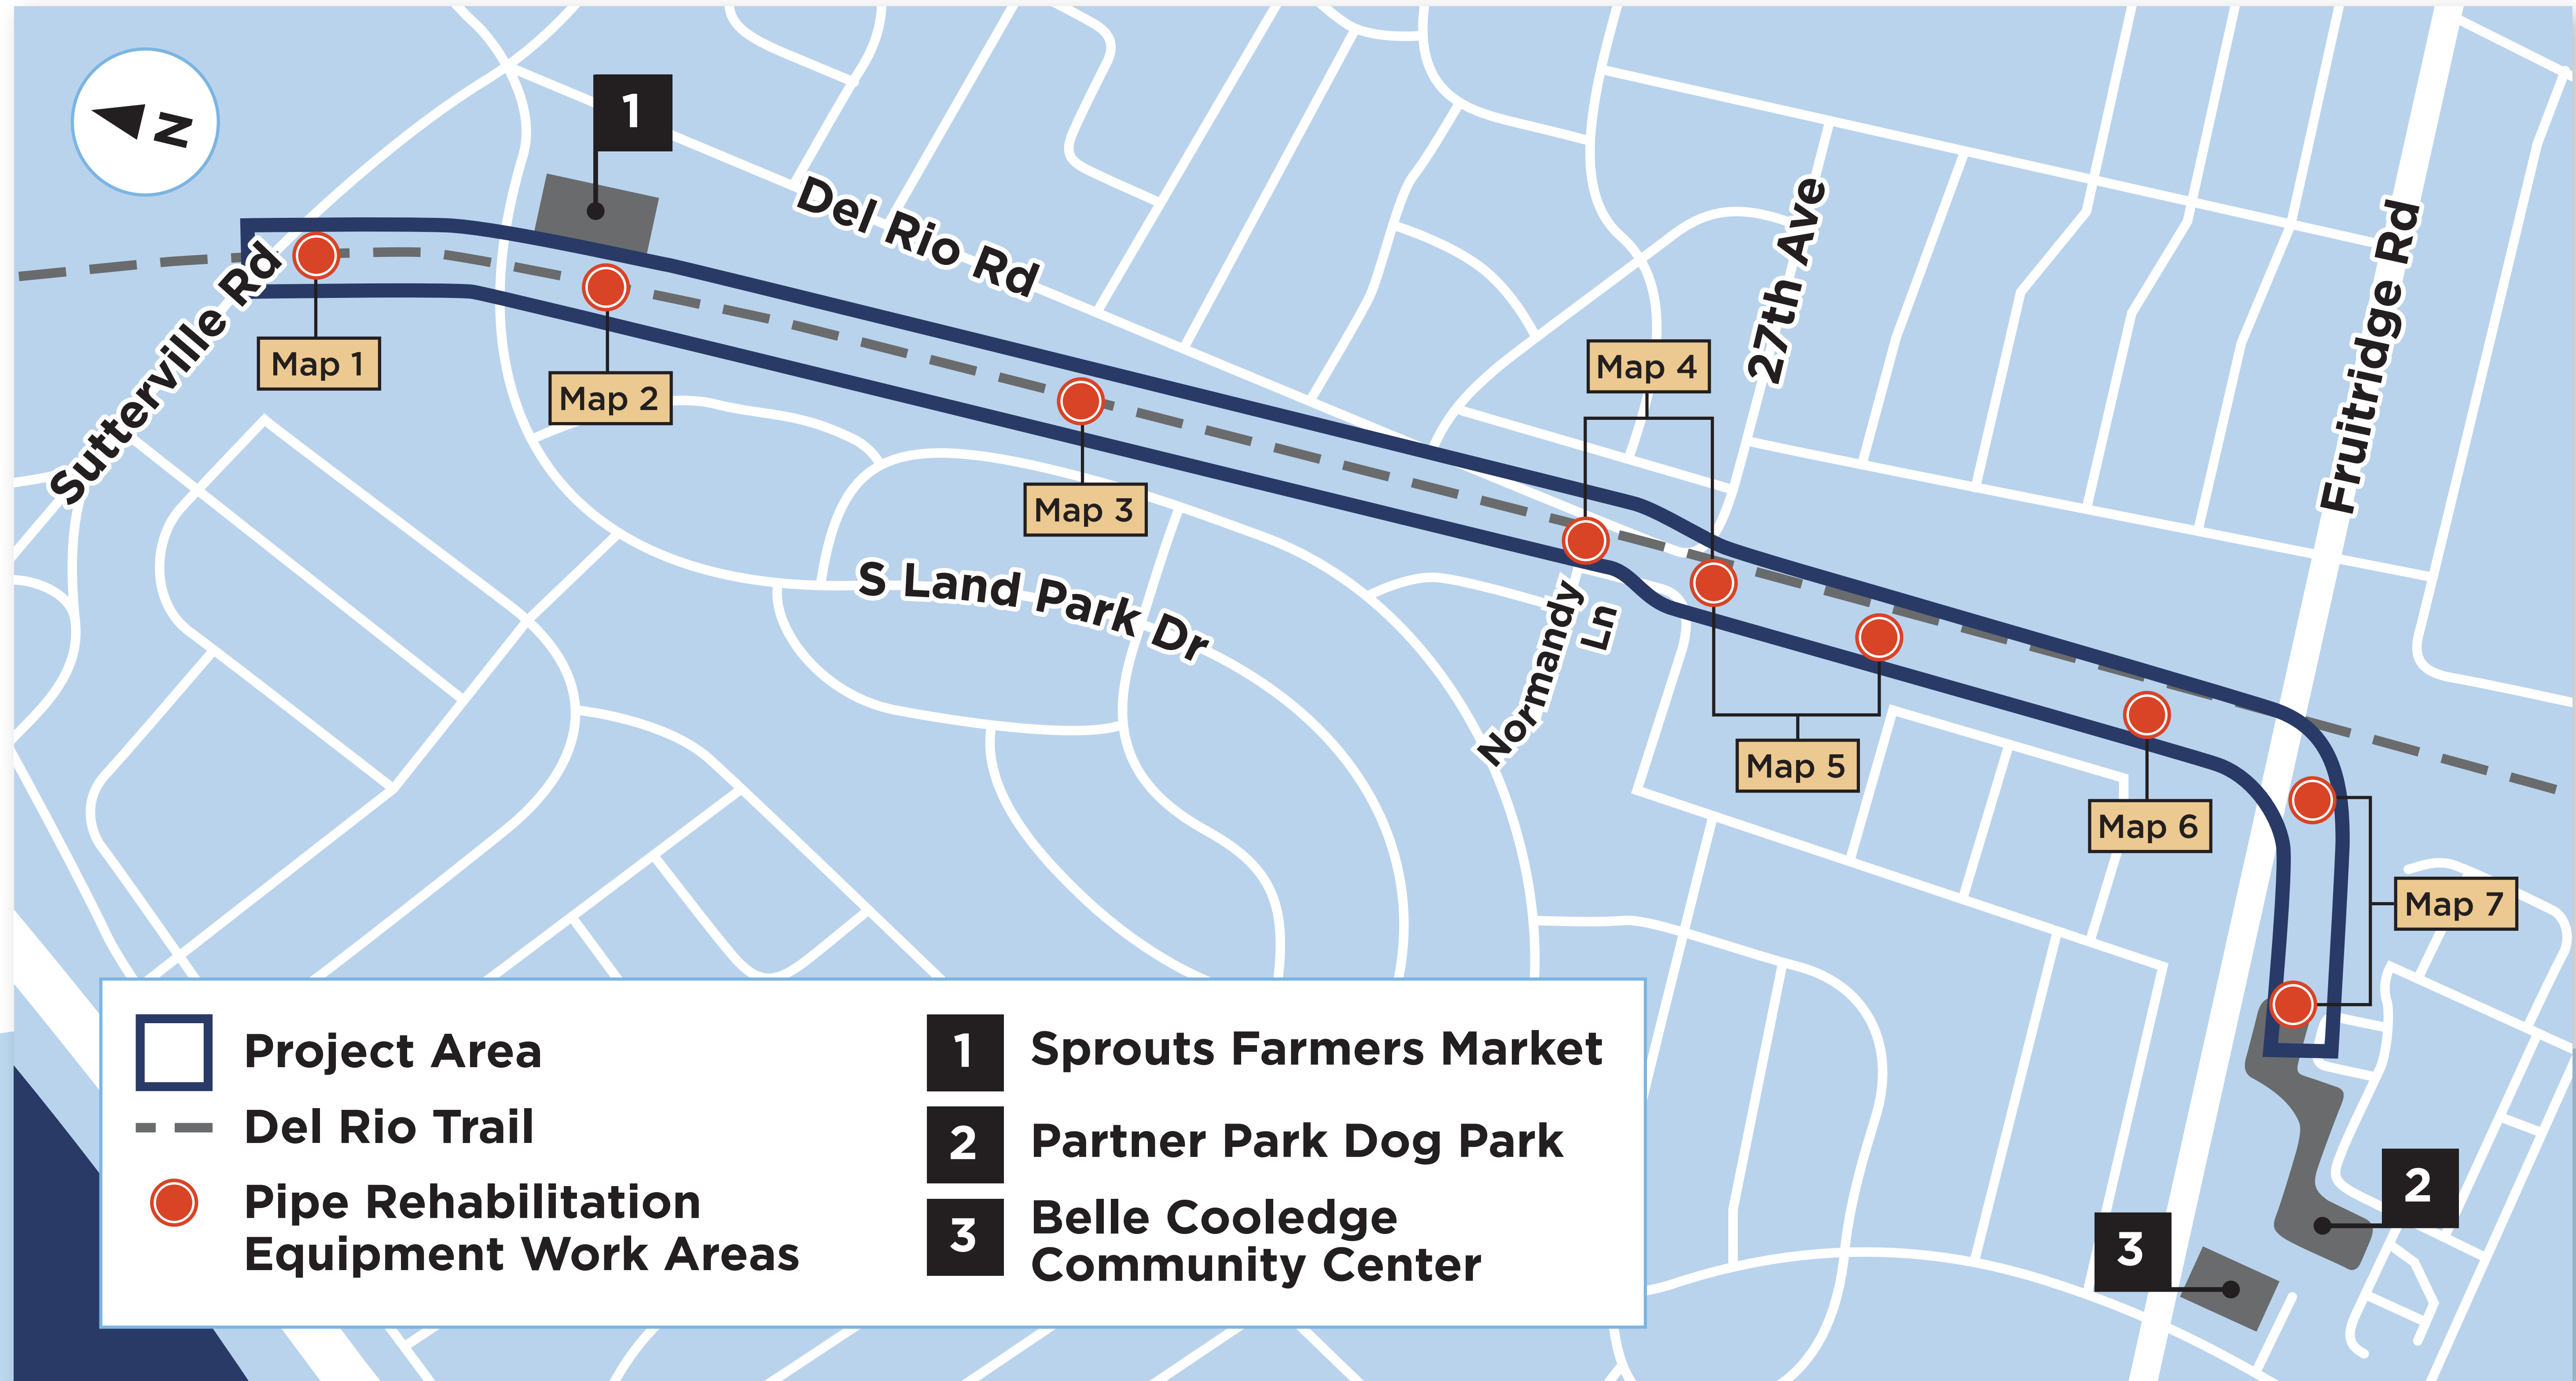 N
1
Del Rio Rd
27th Ave
Fruitridge Rd
Sutterville Rd
Map 1
Map 2
Map 3
Map 4
S Land Park Dr
Normandy
Ln
Map 5
Map 6
Map 7
2
3
Project Area
Del Rio Trail
Pipe Rehabilitation
Equipment Work Areas
1 Sprouts Farmers Market
2 Partner Park Dog Park
3 Belle Cooledge
Community Center